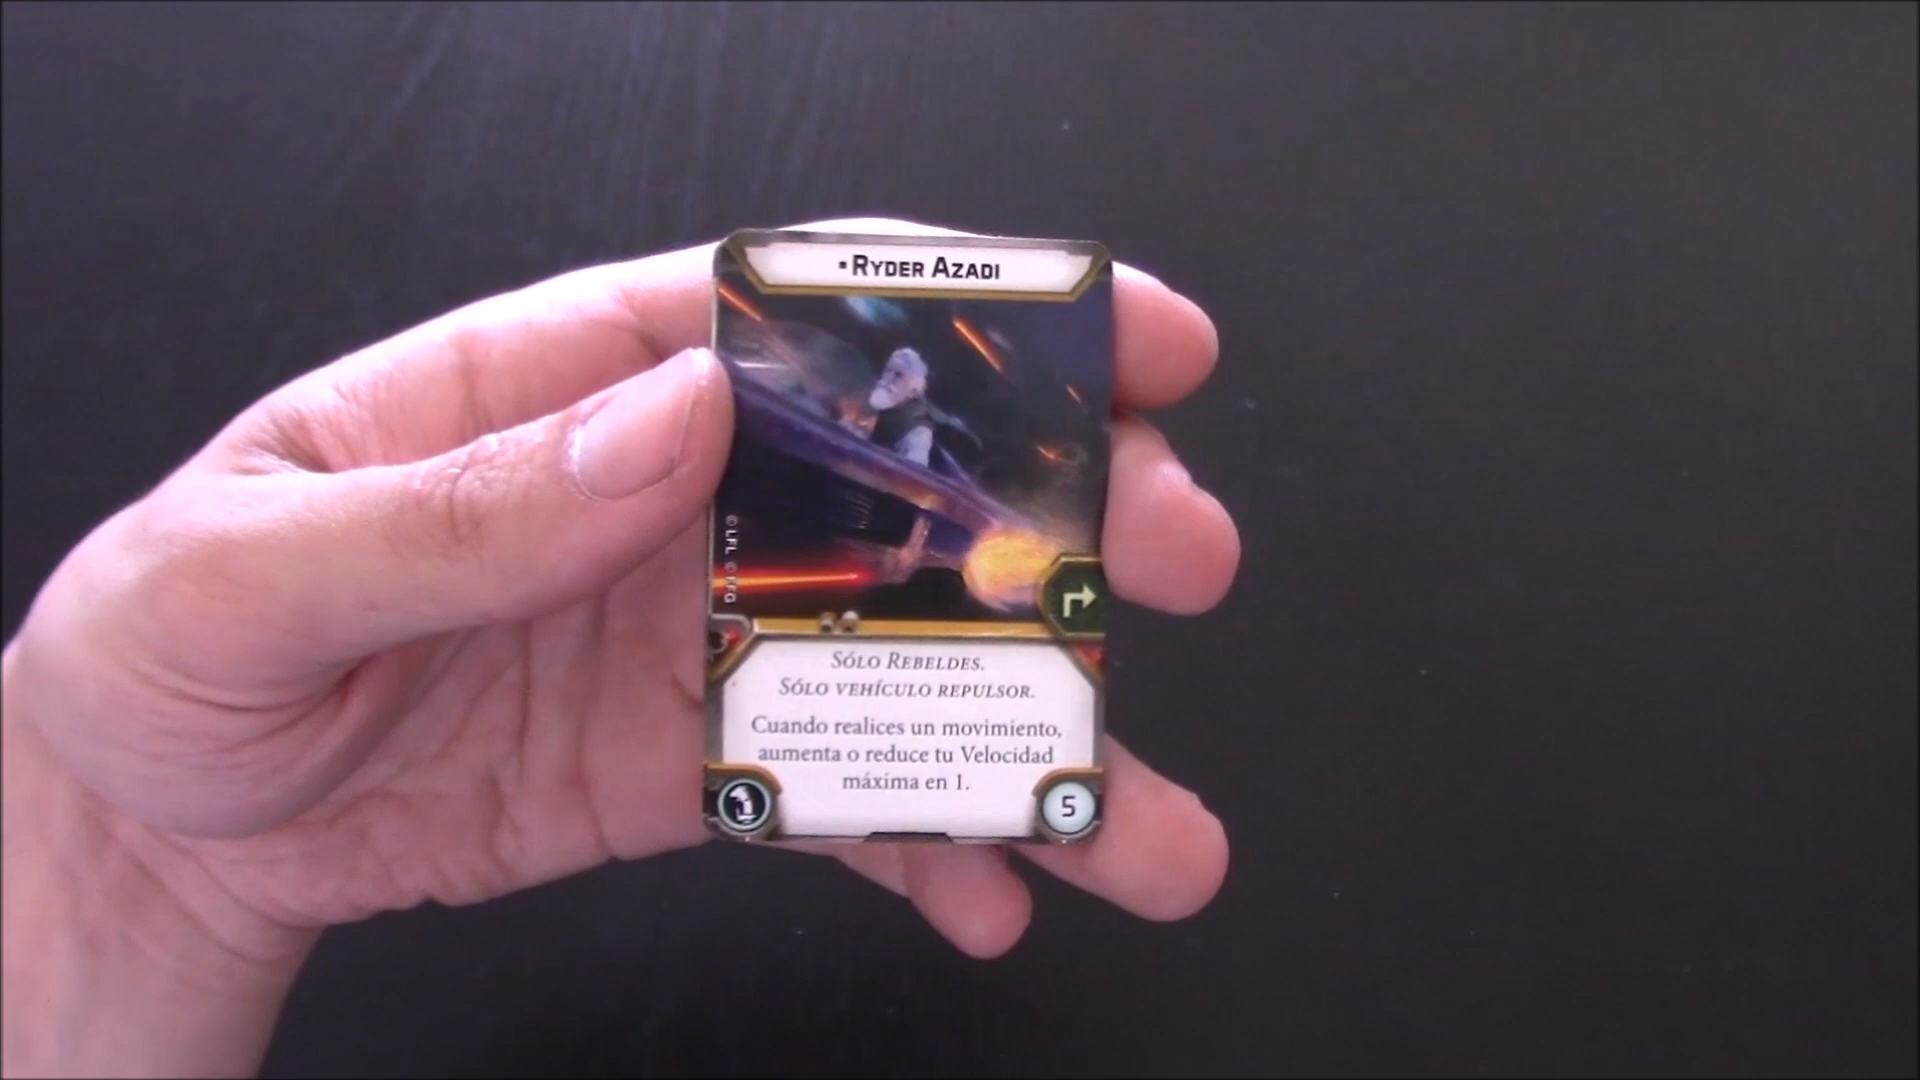 ▪RYDER AZADI
© LFL © FFG
SÓLO REBELDES.
SÓLO VEHÍCULO REPULSOR.
Cuando realices un movimiento,
aumenta o reduce tu Velocidad
máxima en 1.
5